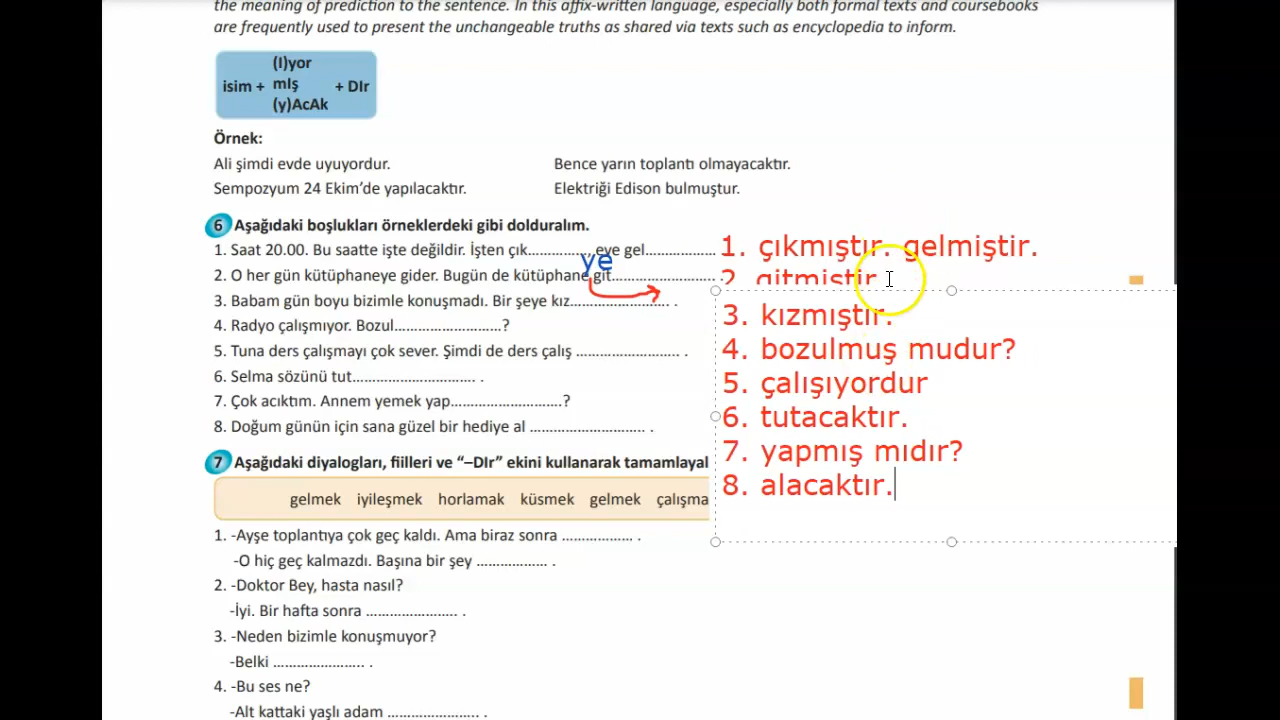 the meaning of prediction to the sentence. In this affix-written language, especially both formal texts and coursebooks
are frequently used to present the unchangeable truths as shared via texts such as encyclopedia to inform.
(I)yor
isim + mIş + DIr
(y)AcAk
Örnek:
Ali şimdi evde uyuyordur. Bence yarın toplantı olmayacaktır.
Sempozyum 24 Ekim’de yapılacaktır. Elektriği Edison bulmuştur.
6 Aşağıdaki boşlukları örneklerdeki gibi dolduralım.
1. Saat 20.00. Bu saatte işte değildir. İşten çık................, eve gel..................
ye
2. O her gün kütüphaneye gider. Bugün de kütüphane git.......................... .
3. Babam gün boyu bizimle konuşmadı. Bir şeye kız......................... .
4. Radyo çalışmıyor. Bozul...........................?
5. Tuna ders çalışmayı çok sever. Şimdi de ders çalış .......................... .
6. Selma sözünü tut............................. .
7. Çok acıktım. Annem yemek yap............................?
8. Doğum günün için sana güzel bir hediye al ............................. .
1. çıkmıştır. gelmiştir.
2. gitmiştir.
3. kızmıştır.
4. bozulmuş mudur?
5. çalışıyordur
6. tutacaktır.
7. yapmış mıdır?
8. alacaktır.
7 Aşağıdaki diyalogları, fiilleri ve “–DIr” ekini kullanarak tamamlayal
gelmek iyileşmek horlamak küsmek gelmek çalışma
1. -Ayşe toplantıya çok geç kaldı. Ama biraz sonra .................. .
-O hiç geç kalmazdı. Başına bir şey .................. .
2. -Doktor Bey, hasta nasıl?
-İyi. Bir hafta sonra ....................... .
3. -Neden bizimle konuşmuyor?
-Belki ....................... .
4. -Bu ses ne?
-Alt kattaki yaşlı adam ....................... .